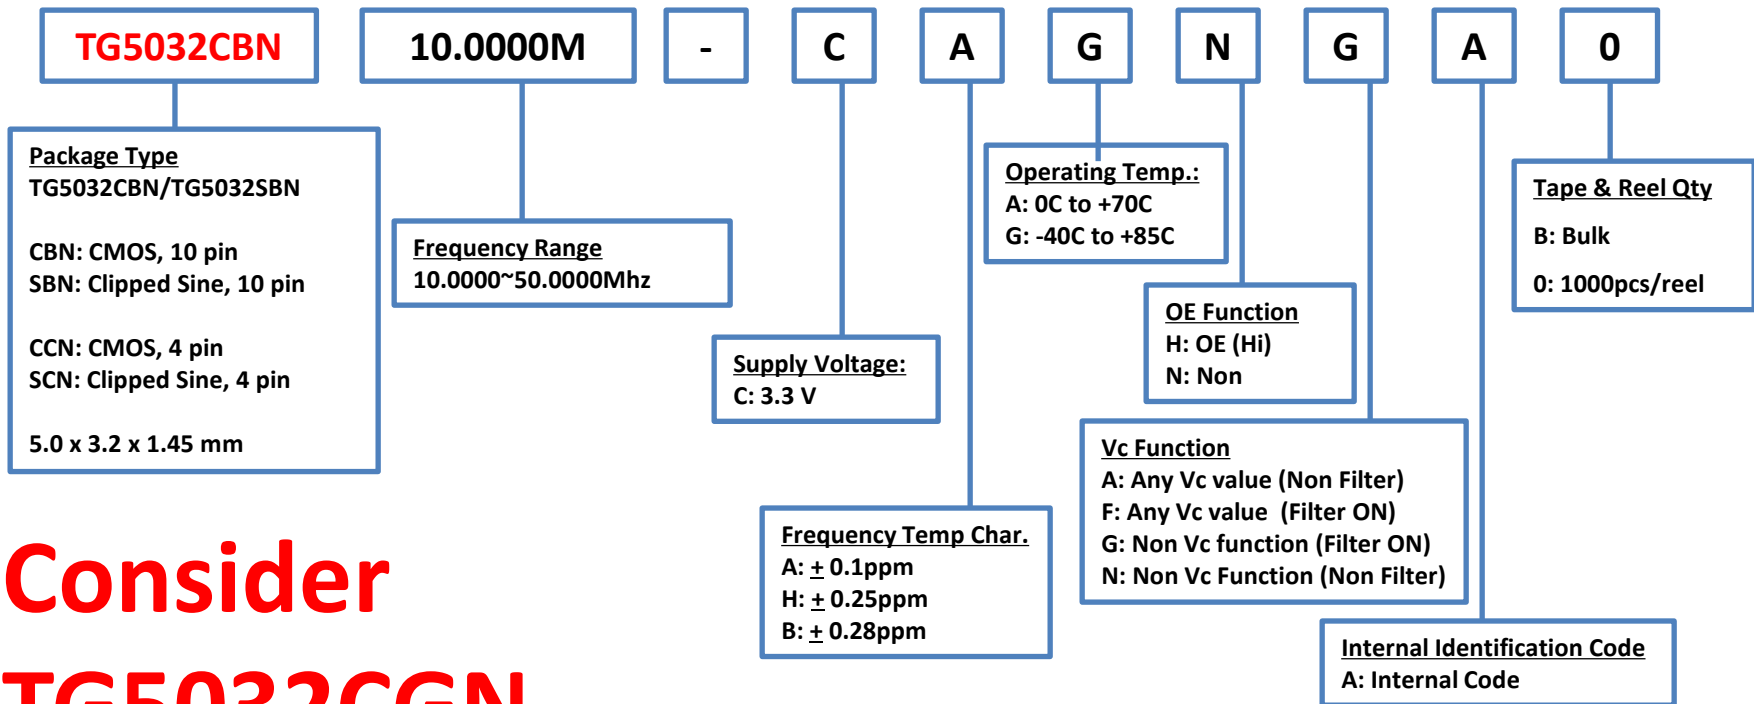 TG5032CBN 10.0000M - C A G N G A 0
Package Type
TG5032CBN/TG5032SBN
CBN: CMOS, 10 pin
SBN: Clipped Sine, 10 pin
CCN: CMOS, 4 pin
SCN: Clipped Sine, 4 pin
5.0 x 3.2 x 1.45 mm
Frequency Range
10.0000~50.0000Mhz
Supply Voltage:
C: 3.3 V
Frequency Temp Char.
A: ± 0.1ppm
H: ± 0.25ppm
B: ± 0.28ppm
Operating Temp.:
A: 0C to +70C
G: -40C to +85C
OE Function
H: OE (Hi)
N: Non
Vc Function
A: Any Vc value (Non Filter)
F: Any Vc value (Filter ON)
G: Non Vc function (Filter ON)
N: Non Vc Function (Non Filter)
Internal Identification Code
A: Internal Code
Tape & Reel Qty
B: Bulk
0: 1000pcs/reel
Consider
TG5032CGN